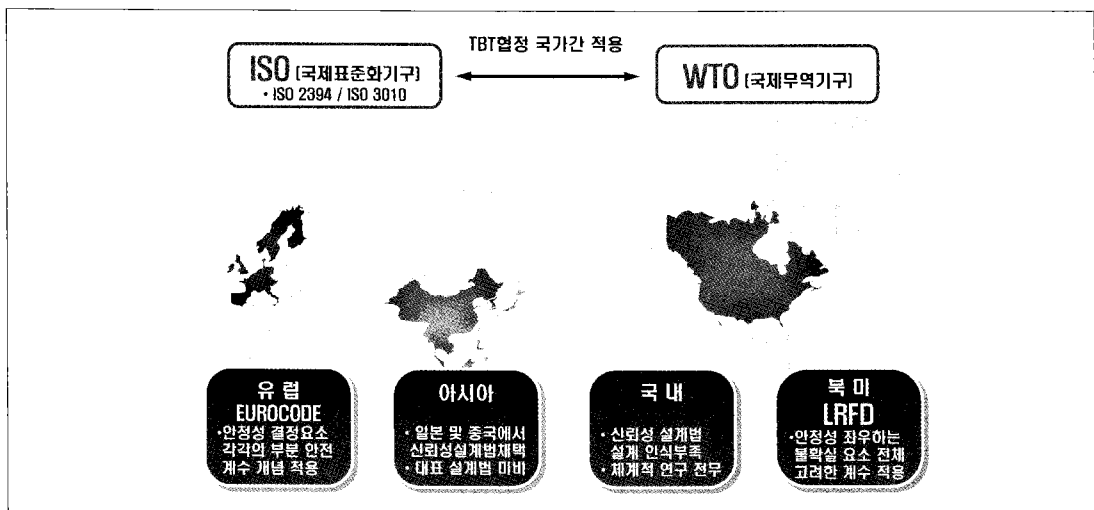 TBT협정 국가간 적용
ISO (국제표준화기구)
• ISO 2394 / ISO 3010
WTO (국제무역기구)
유럽
EUROCODE
•안정성 결정요소
각각의 부분 안전
계수 개념 적용
아시아
• 일본 및 중국에서
신뢰성설계법채택
• 대표 설계법 미비
국내
• 신뢰성 설계법
설계 인식부족
• 체계적 연구 전무
북미
LRFD
•안정성 좌우하는
불확실 요소 전체
고려한 계수 적용